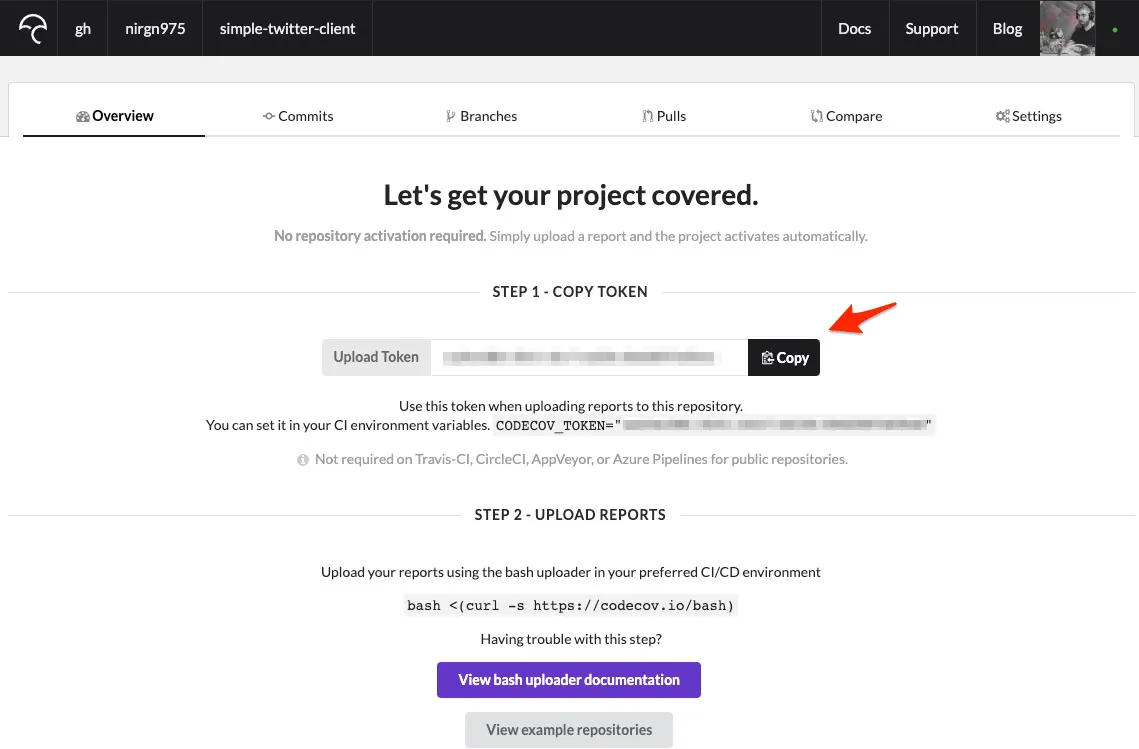 gh nirgn975 simple-twitter-client Docs Support Blog
Overview Commits Branches Pulls Compare Settings
Let's get your project covered.
No repository activation required. Simply upload a report and the project activates automatically.
STEP 1 - COPY TOKEN
Upload Token Copy
Use this token when uploading reports to this repository.
You can set it in your CI environment variables. CODECOV_TOKEN=" "
Not required on Travis-CI, CircleCI, AppVeyor, or Azure Pipelines for public repositories.
STEP 2 - UPLOAD REPORTS
Upload your reports using the bash uploader in your preferred CI/CD environment
bash <(curl -s https://codecov.io/bash)
Having trouble with this step?
View bash uploader documentation
View example repositories